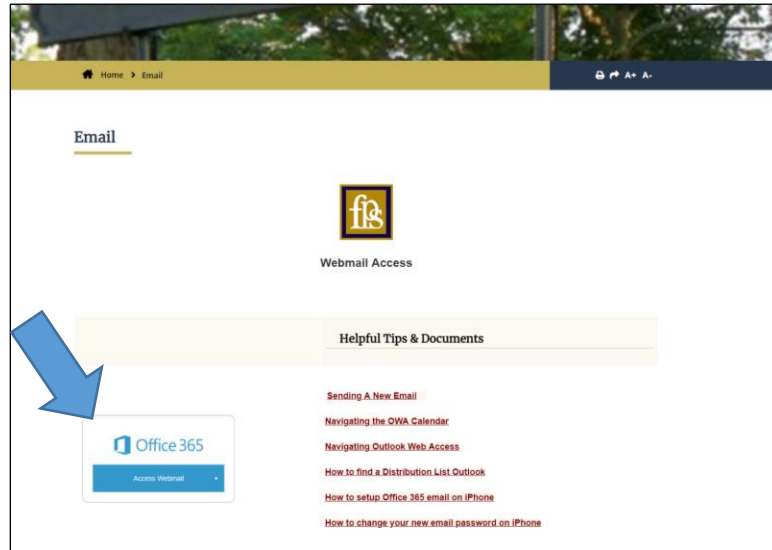 Home > Email
A+ A-
Email
fps
Webmail Access
Helpful Tips & Documents
Sending A New Email
Navigating the OWA Calendar
Navigating Outlook Web Access
How to find a Distribution List Outlook
How to setup Office 365 email on iPhone
How to change your new email password on iPhone
Office 365
Access Webmail